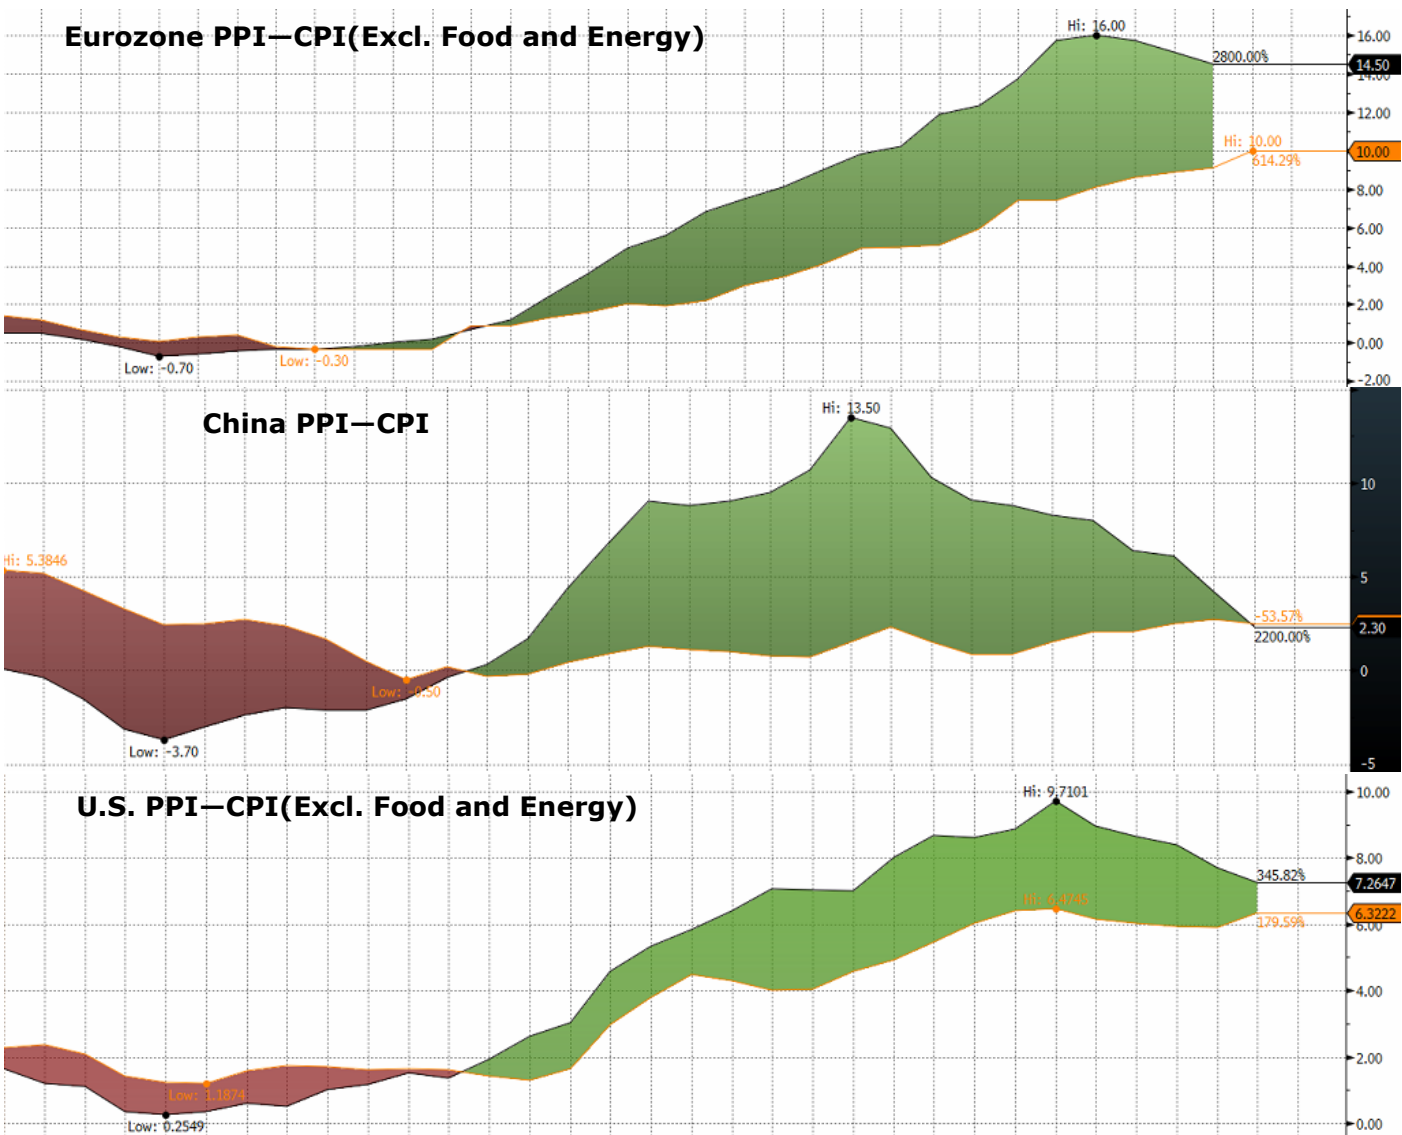 Eurozone PPI—CPI(Excl. Food and Energy)
Hi: 16.00
16.00
2800.00%
14.50
14.00
12.00
Hi: 10.00
10.00
614.29%
8.00
6.00
4.00
2.00
0.00
Low: -0.30
Low: -0.70
-2.00
China PPI—CPI
Hi: 13.50
10
Hi: 5.3846
5
-53.57%
2.30
2200.00%
0
Low: -0.50
Low: -3.70
-5
U.S. PPI—CPI(Excl. Food and Energy)
Hi: 9.7101
10.00
8.00
345.82%
7.2647
Hi: 6.4745
6.3222
179.59%
6.00
4.00
2.00
Low: 1.1874
Low: 0.2549
0.00